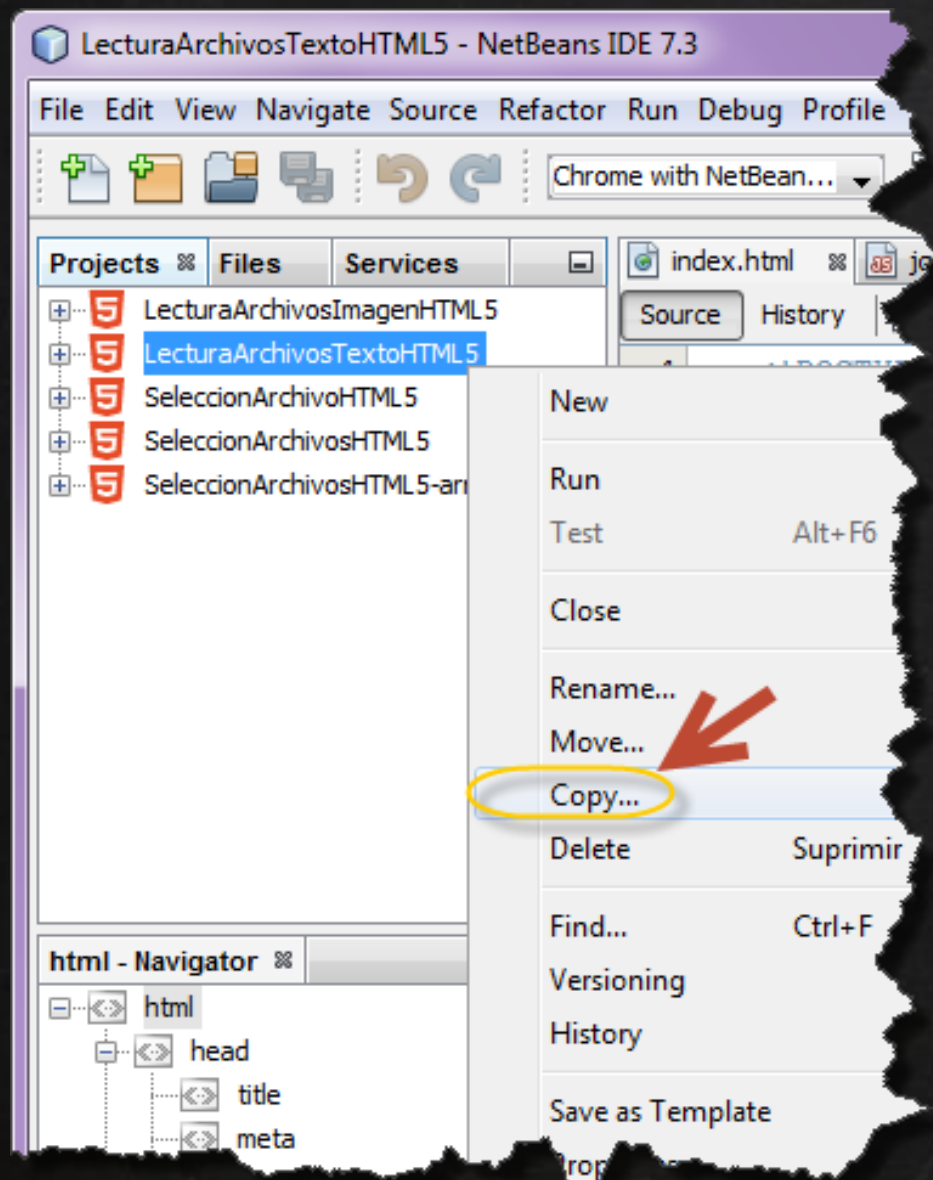 LecturaArchivosTextoHTML5 - NetBeans IDE 7.3
File Edit View Navigate Source Refactor Run Debug Profile
Chrome with NetBean...
Projects Files Services
index.html
Source History
LecturaArchivosImagenHTML5
LecturaArchivosTextoHTML5
SeleccionArchivoHTML5
SeleccionArchivosHTML5
New
Run
Test Alt+F6
Close
Rename...
Move...
Copy...
Delete Suprimir
Find... Ctrl+F
Versioning
History
Save as Template
html - Navigator
html
head
title
meta